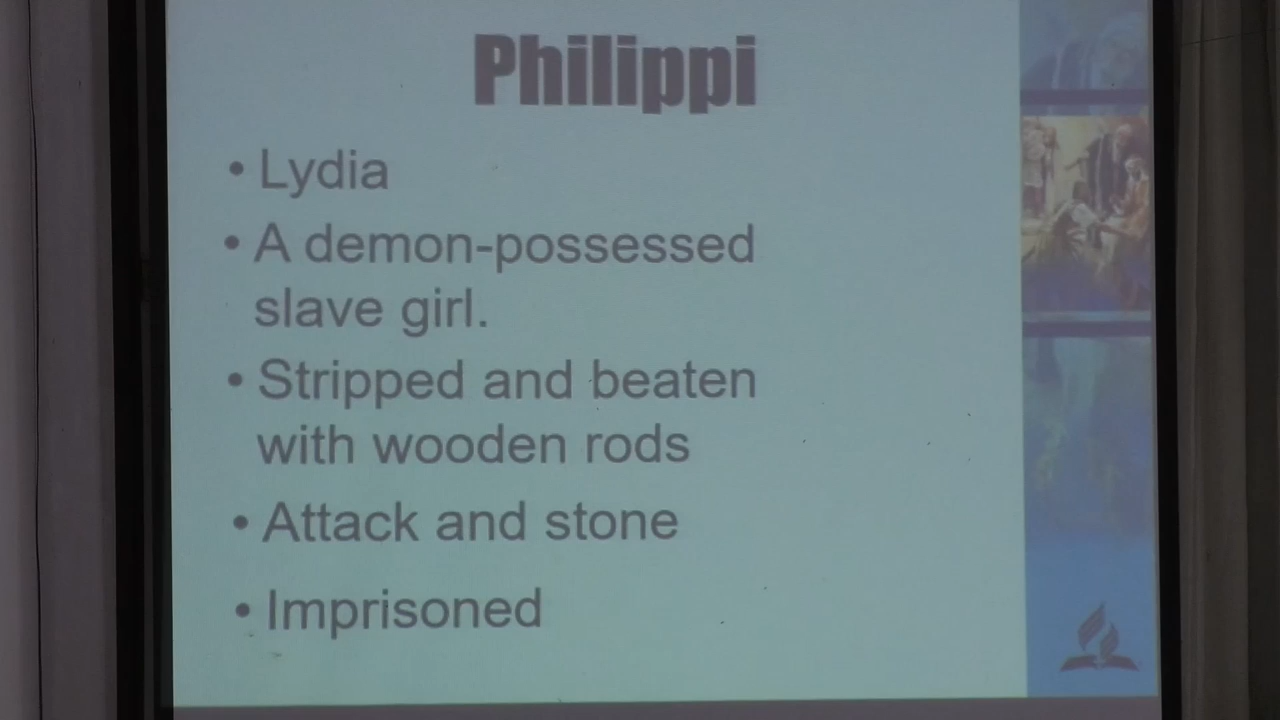 Philippi
• Lydia
• A demon-possessed
slave girl.
• Stripped and beaten
with wooden rods
• Attack and stone
• Imprisoned